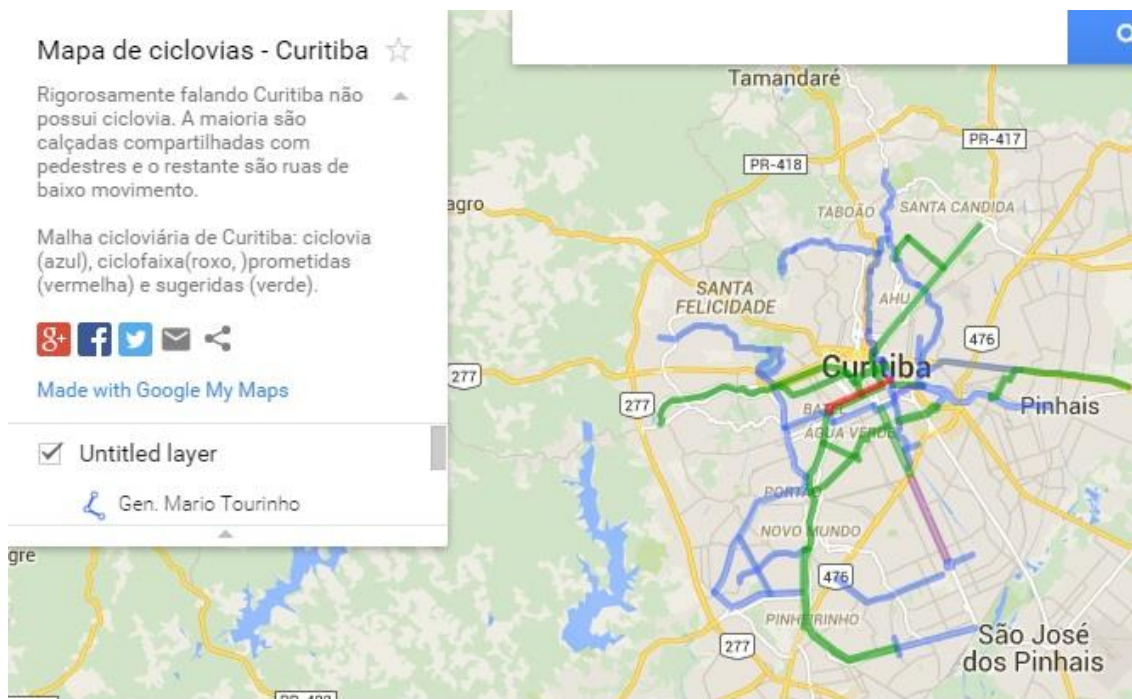 Mapa de ciclovias - Curitiba
Rigorosamente falando Curitiba não
possui ciclovia. A maioria são
calçadas compartilhadas com
pedestres e o restante são ruas de
baixo movimento.
Malha cicloviária de Curitiba: ciclovia
(azul), ciclofaixa(roxo, )prometidas
(vermelha) e sugeridas (verde).
g+ f
Made with Google My Maps
Untitled layer
Gen. Mario Tourinho
Tamandaré
PR-417
PR-418
agro
TABOÃO
SANTA CANDIDA
SANTA
FELICIDADE
AHU
476
Curitiba
277
277
BATEL
Pinhais
ÁGUA VERDE
PORTÃO
NOVO MUNDO
gre
476
PINHEIRINHO
São José
dos Pinhais
277